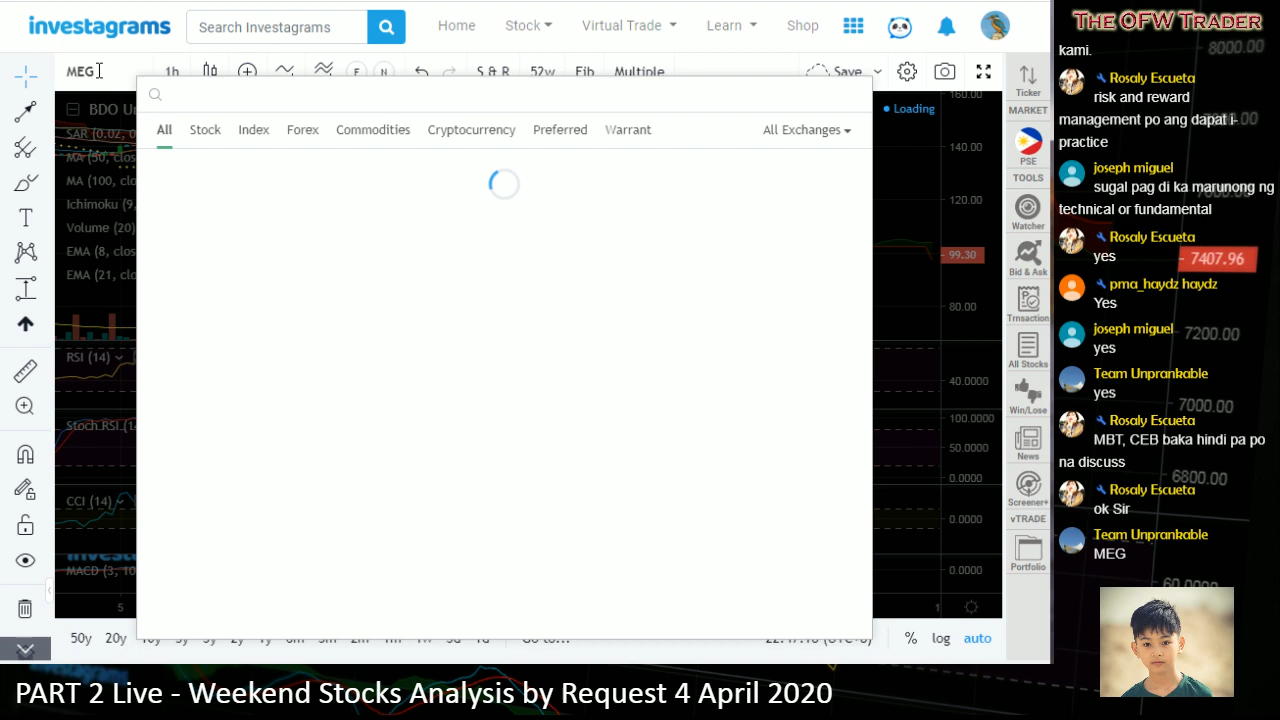 investagrams
Search Investagrams
Home
Stock
Virtual Trade
Learn
Shop
MEG
1h
F
N
S & R
52w
Fib
Multiple
Save
Ticker
MARKET
PSE
TOOLS
Watcher
Bid & Ask
Trnsaction
All Stocks
Win/Lose
News
Screener+
vTRADE
Portfolio
All
Stock
Index
Forex
Commodities
Cryptocurrency
Preferred
Warrant
All Exchanges
BDO
SAR (0.02,
MA (50, clos
MA (100, clo
Ichimoku (9,
Volume (20)
EMA (8, clos
EMA (21, clo
RSI (14)
Stoch RSI (14
CCI (14)
MACD (3, 10
Loading
160.00
140.00
120.00
99.30
80.00
40.0000
100.0000
50.0000
0.0000
0.0000
0.0000
5
1
50y
20y
%
log
auto
THE OFW TRADER
kami.
Rosaly Escueta
risk and reward
management po ang dapat i-
practice
joseph miguel
sugal pag di ka marunong ng
technical or fundamental
Rosaly Escueta
yes
pma_haydz haydz
Yes
joseph miguel
yes
Team Unprankable
yes
Rosaly Escueta
MBT, CEB baka hindi pa po
na discuss
Rosaly Escueta
ok Sir
Team Unprankable
MEG
8000.00
7407.96
7200.00
7000.00
6800.00
PART 2 Live - Weekend Stocks Analysis by Request 4 April 2020